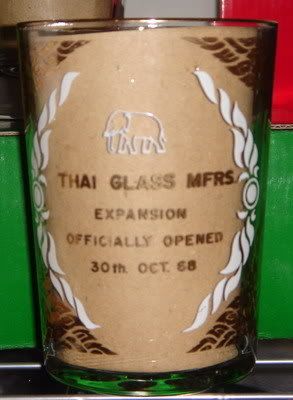 THAI GLASS MFRS.
EXPANSION
OFFICIALLY OPENED
30th. OCT. 68